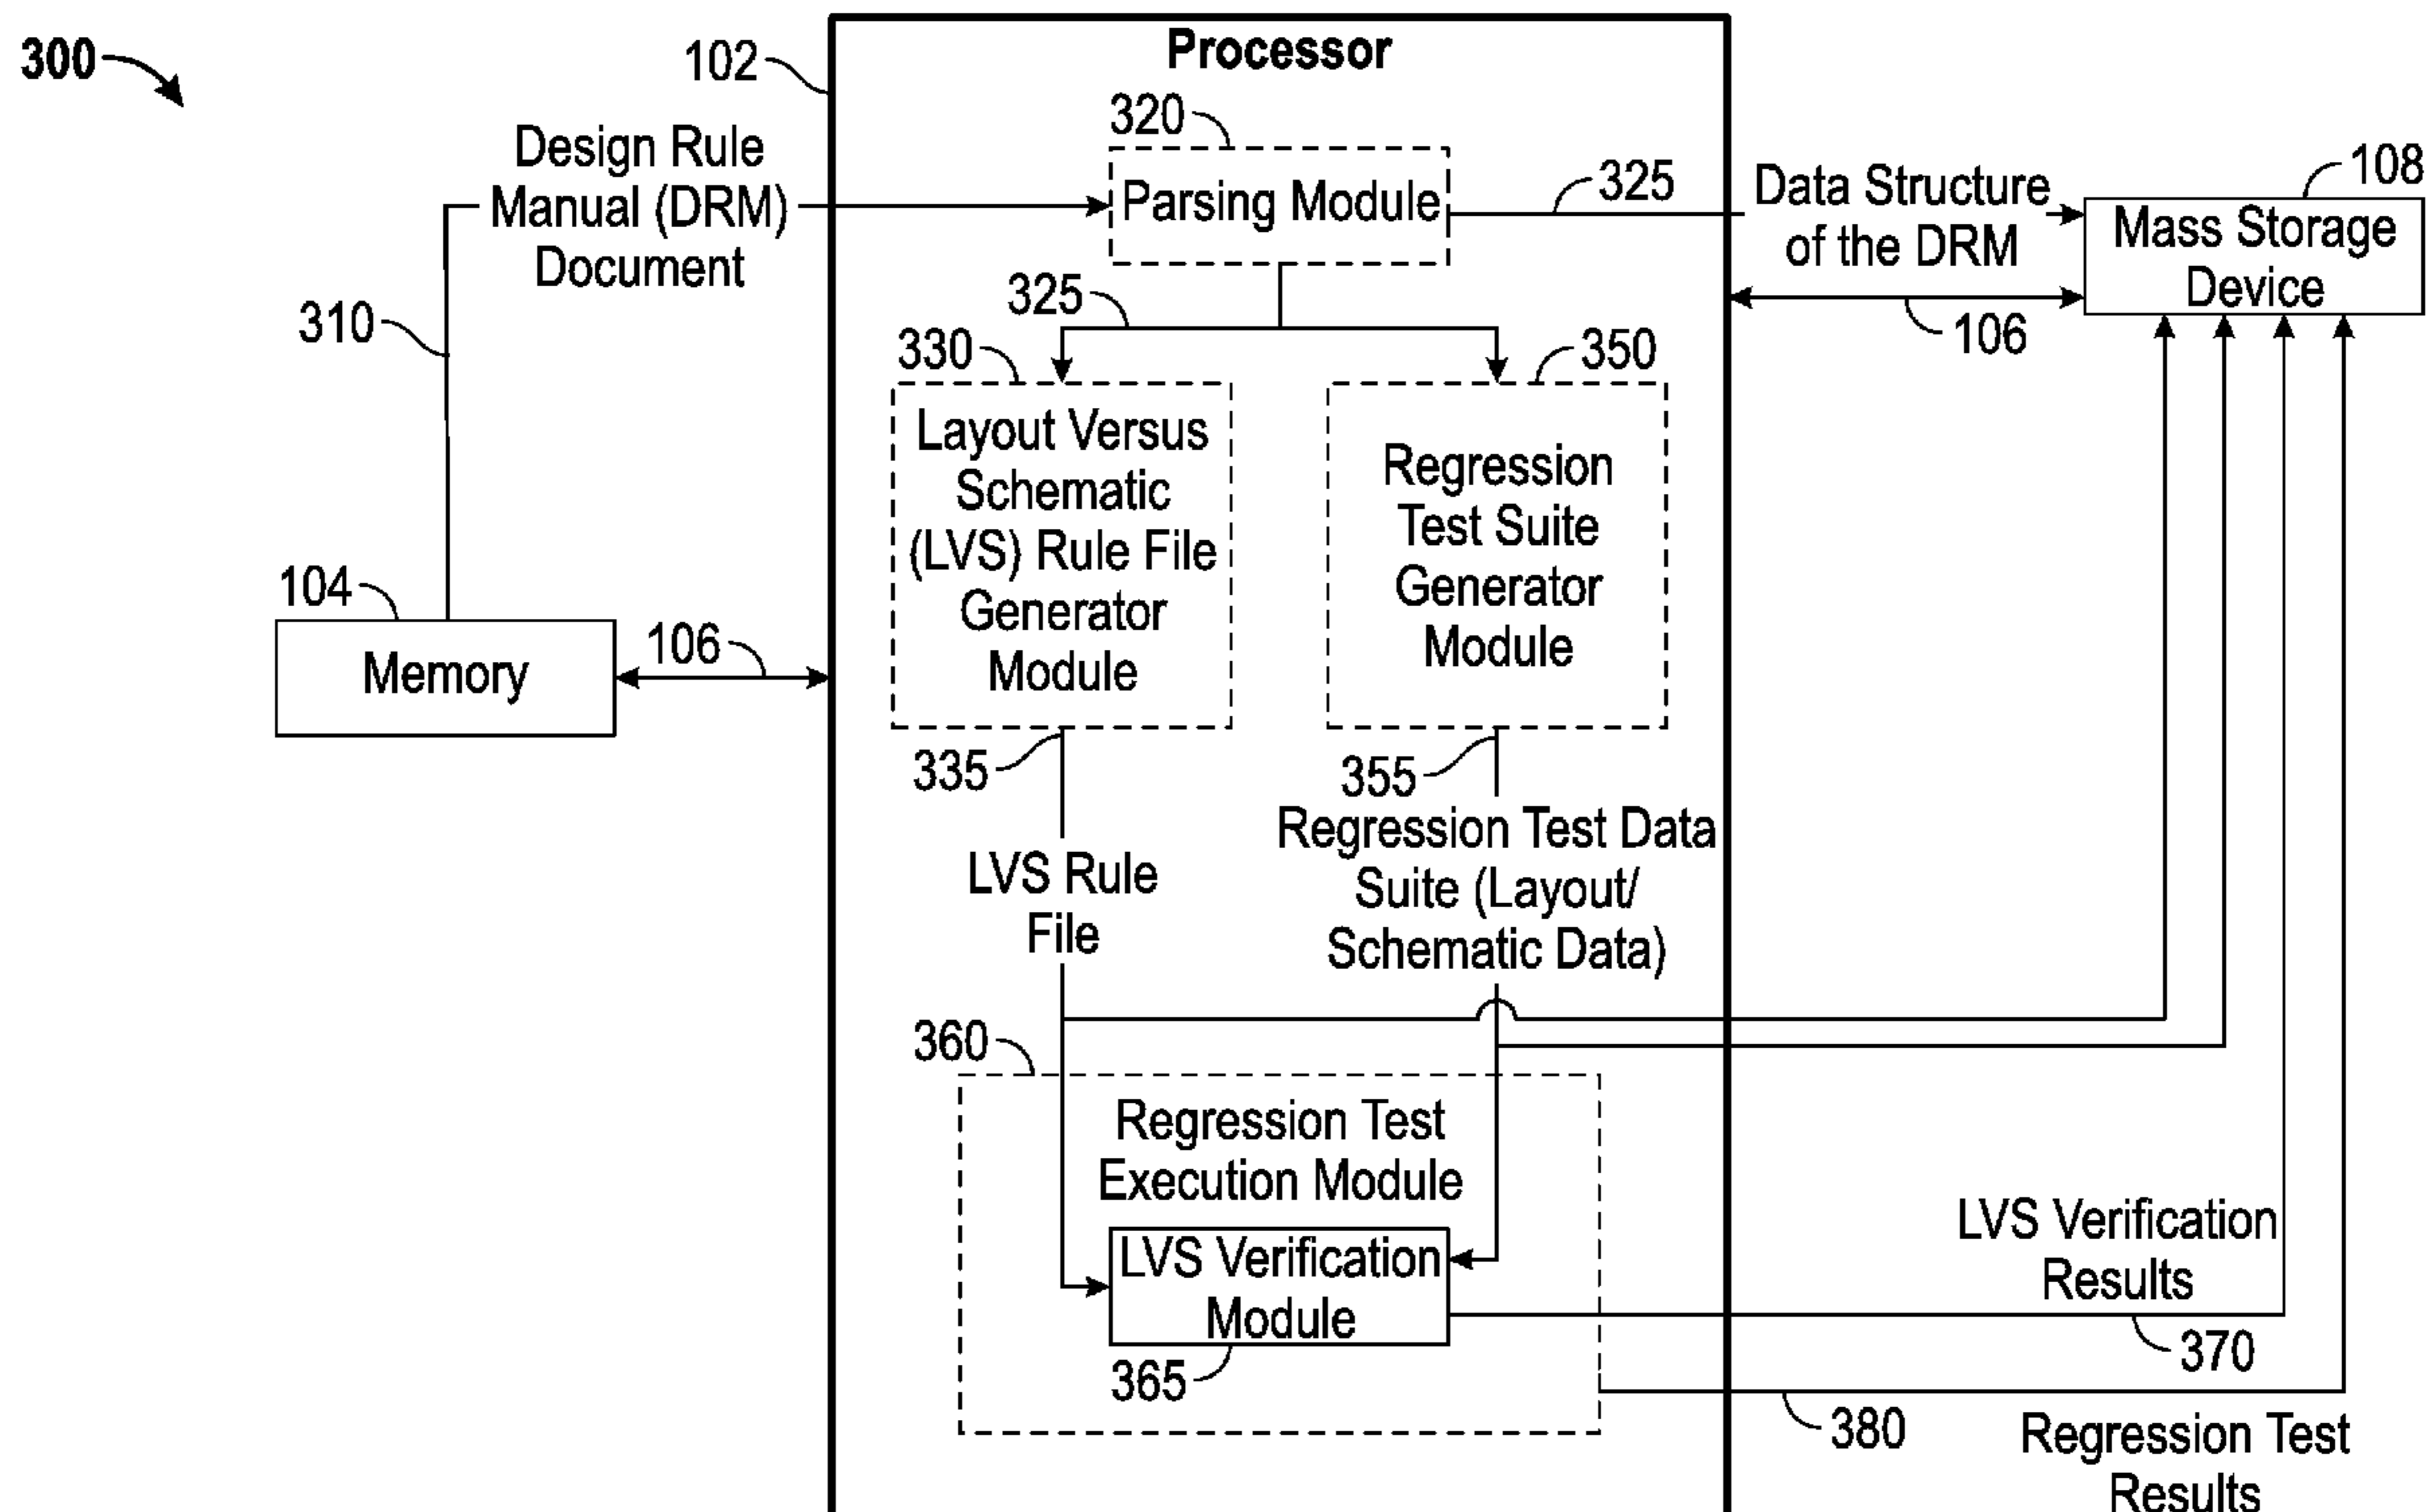 300
102
Processor
320
Design Rule
Manual (DRM)
Document
Parsing Module
325
Data Structure
of the DRM
108
Mass Storage
Device
310
325
106
330
350
Layout Versus
Schematic
(LVS) Rule File
Generator
Module
Regression
Test Suite
Generator
Module
104
Memory
106
335
355
LVS Rule
File
Regression Test Data
Suite (Layout/
Schematic Data)
360
Regression Test
Execution Module
LVS Verification
Module
365
LVS Verification
Results
370
380
Regression Test
Results